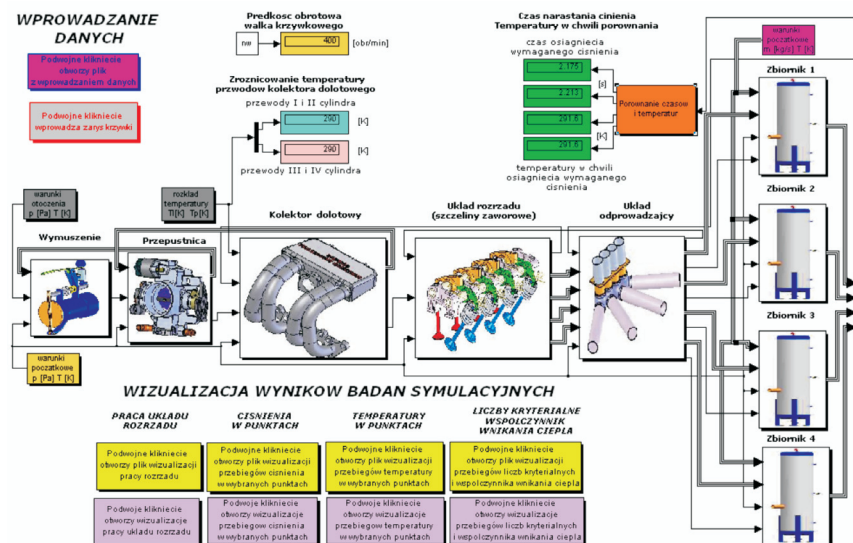 WPROWADZANIE
DANYCH
Podwojne klikniecie
otworzy plik
z wprowadzaniem danych
Podwojne klikniecie
wprowadza zarys krzywki
Predkosc obrotowa
walka krzywkowego
nw
400
[obr/min]
Zroznicowanie temperatury
przwodow kolektora dolotowego
przewody I i II cylindra
290
[K]
290
[K]
przewody III i IV cylindra
Czas narastania cinienia
Temperatury w chwili porownania
czas osiagniecia
wymaganego cisnienia
2.175
2.213
[s]
291.6
[K]
291.6
temperatury w chwili
osiagniecia wymaganego
cisnienia
Porownanie czasow
i temperatur
warunki
poczatkowe
m [kg/s] T [K]
Zbiornik 1
Zbiornik 2
Zbiornik 3
Zbiornik 4
warunki
otoczenia
p [Pa] T [K]
rozklad
temperatury
Tl[K] Tp[K]
Wymuszenie
Przepustnica
Kolektor dolotowy
Uklad rozrzadu
(szczeliny zaworowe)
Uklad
odprowadzajcy
warunki
poczatkowe
p [Pa] T [K]
WIZUALIZACJA WYNIKOW BADAN SYMULACYJNYCH
PRACA UKLADU
ROZRZADU
CISNIENIA
W PUNKTACH
TEMPERATURY
W PUNKTACH
LICZBY KRYTERIALNE
WSPOLCZYNNIK
WNIKANIA CIEPLA
Podwojne klikniecie
otworzy plik wizualizacji
pracy rozrzadu
Podwojne klikniecie
otworzy plik wizualizacji
przebiegów cisnienia
w wybranych punktach
Podwojne klikniecie
otworzy plik wizualizacji
przebiegów temperatury
w wybranych punktach
Podwojne klikniecie
otworzy plik wizualizacji
przebiegów liczb kryterialnych
i wspolczynnika wnikania ciepla
Podwoje klikniecie
otworzy wizualizacje
pracy ukladu rozrzadu
Podwoje klikniecie
otworzy wizualizacje
przebiegow cisnienia
w wybranych punktach
Podwoje klikniecie
otworzy wizualizacje
przebiegow temperatury
w wybranych punktach
Podwoje klikniecie
otworzy wizualizacje
przebiegów liczb kryterialnych
i wspolczynnika wnikania ciepla